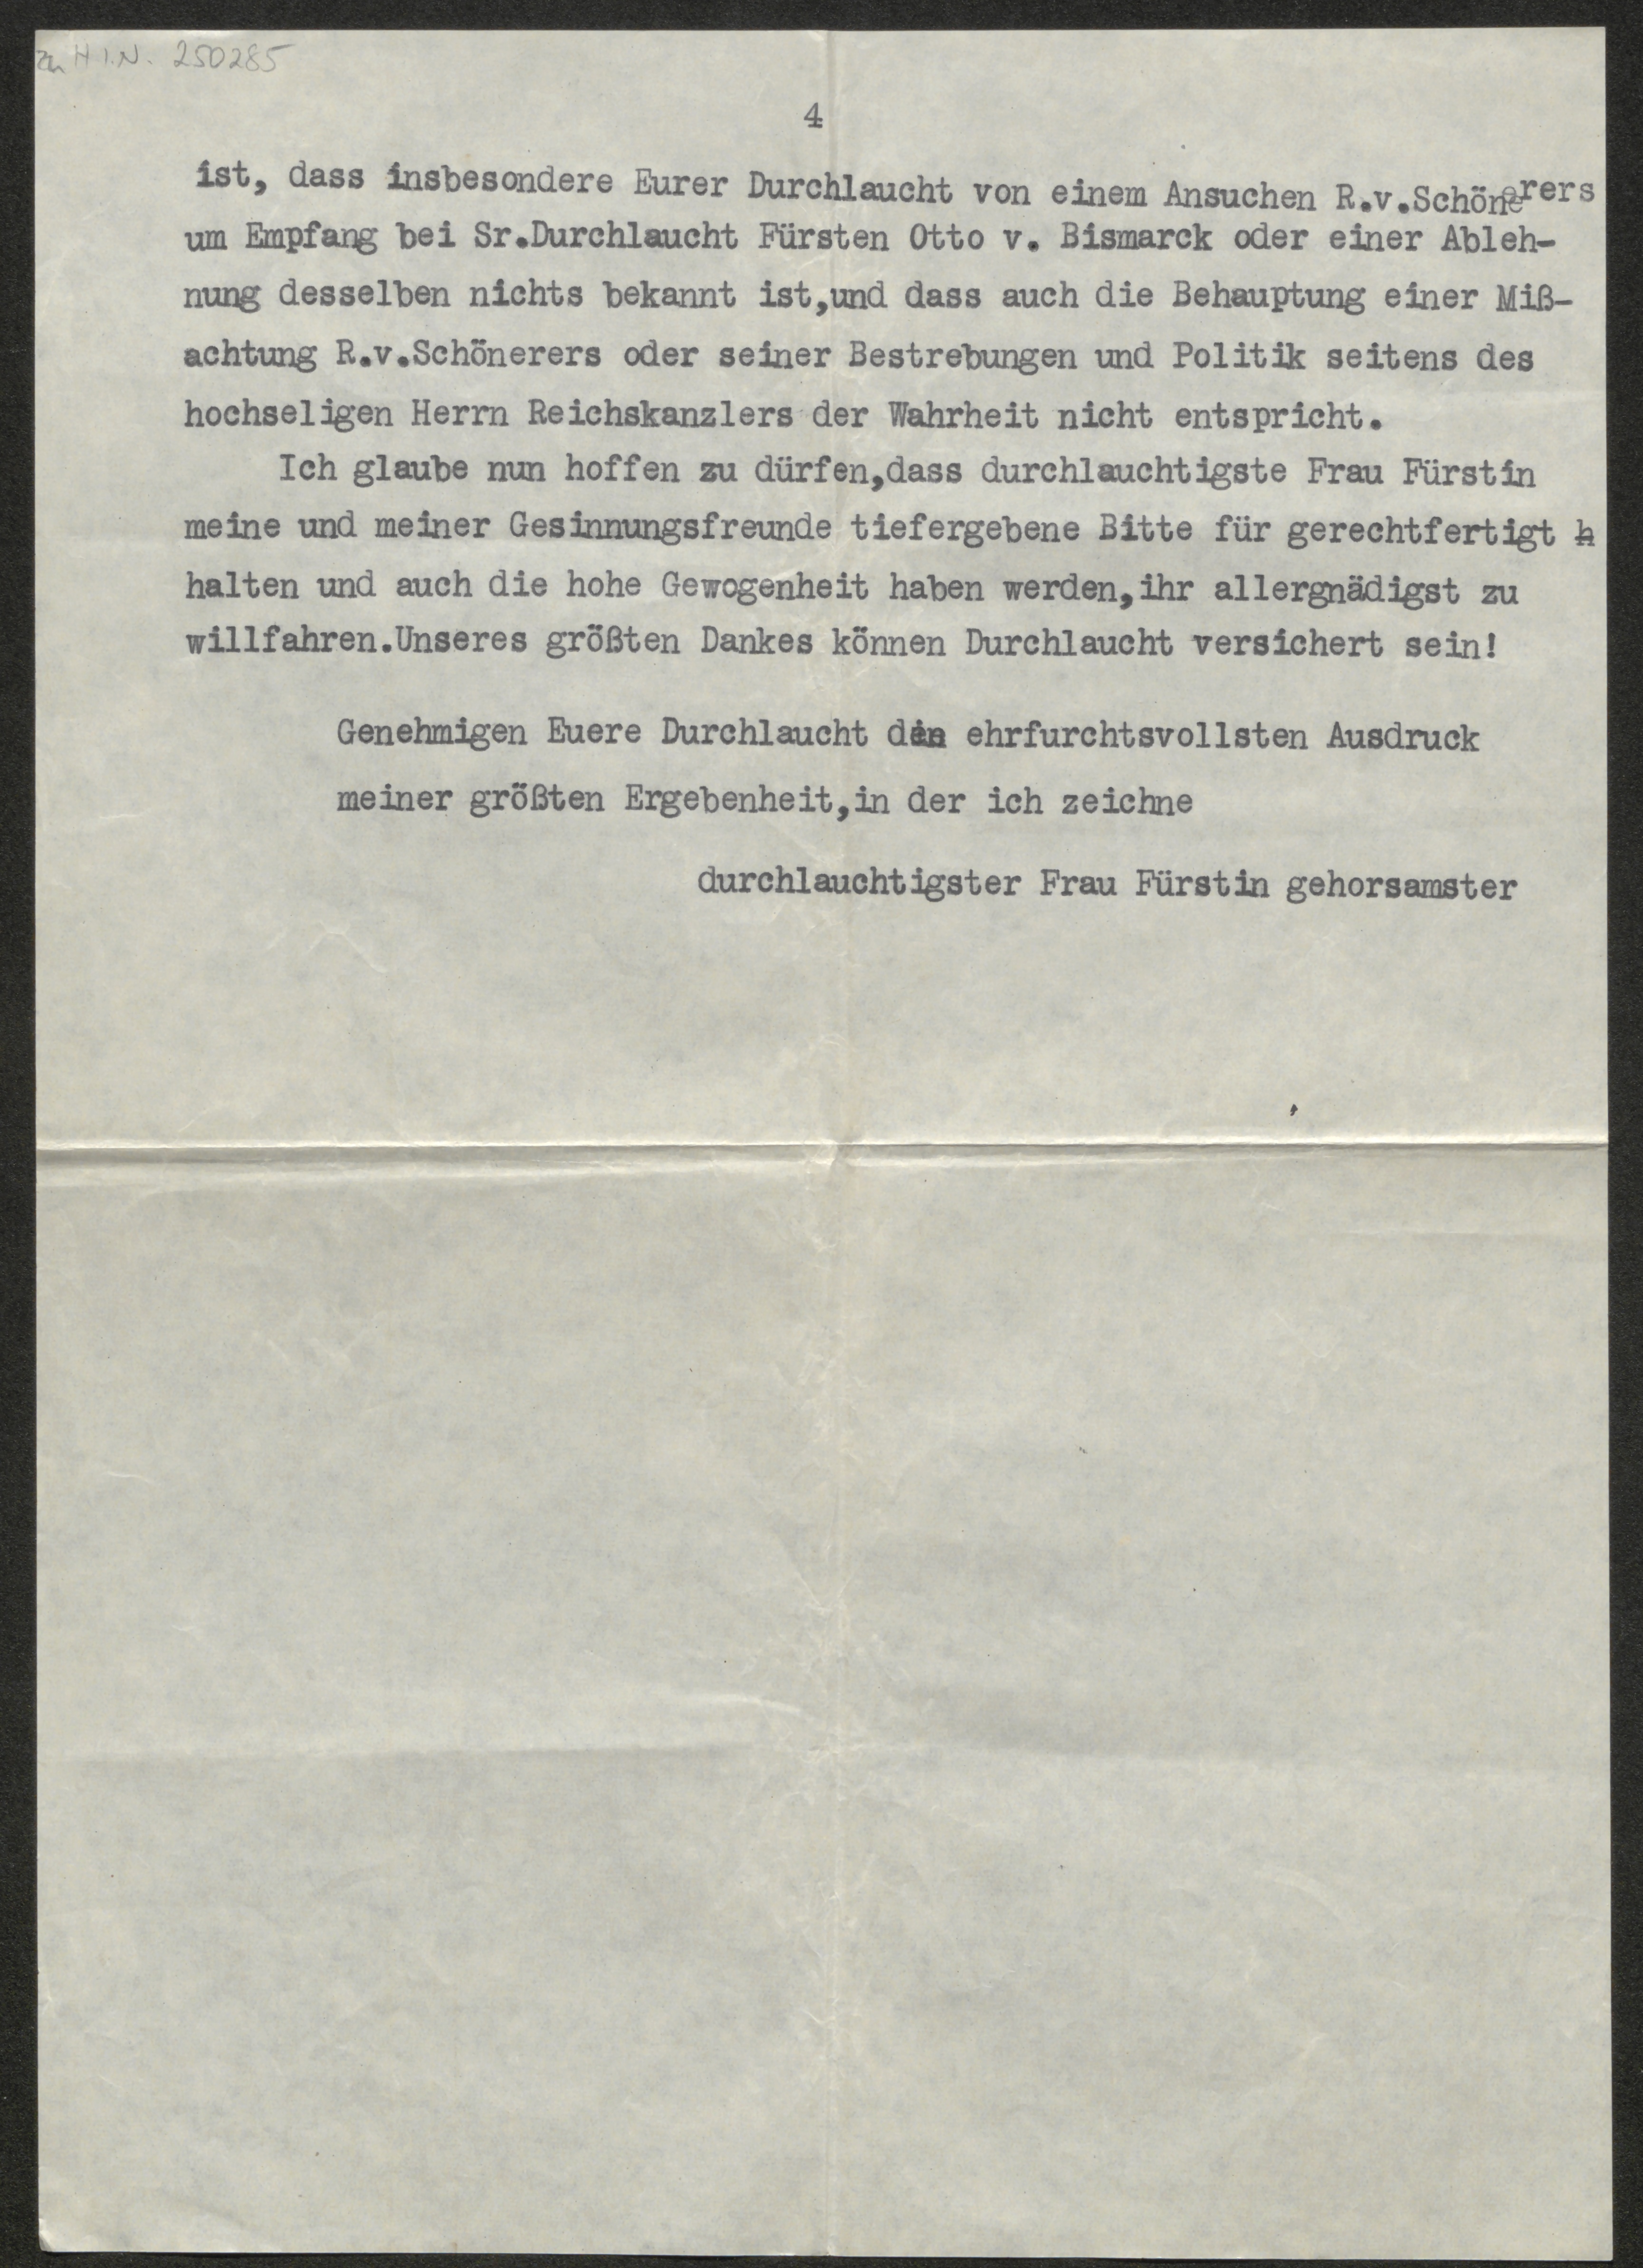 zu H.I.N. 250285
4
ist, dass insbesondere Eurer Durchlaucht von einem Ansuchen R.v.Schönerers
um Empfang bei Sr.Durchlaucht Fürsten Otto v. Bismarck oder einer Ableh-
nung desselben nichts bekannt ist,und dass auch die Behauptung einer Miß-
achtung R.v.Schönerers oder seiner Bestrebungen und Politik seitens des
hochseligen Herrn Reichskanzlers der Wahrheit nicht entspricht.
Ich glaube nun hoffen zu dürfen,dass durchlauchtigste Frau Fürstin
meine und meiner Gesinnungsfreunde tiefergebene Bitte für gerechtfertigt h
halten und auch die hohe Gewogenheit haben werden,ihr allergnädigst zu
willfahren.Unseres größten Dankes können Durchlaucht versichert sein!
Genehmigen Euere Durchlaucht den ehrfurchtsvollsten Ausdruck
meiner größten Ergebenheit,in der ich zeichne
durchlauchtigster Frau Fürstin gehorsamster